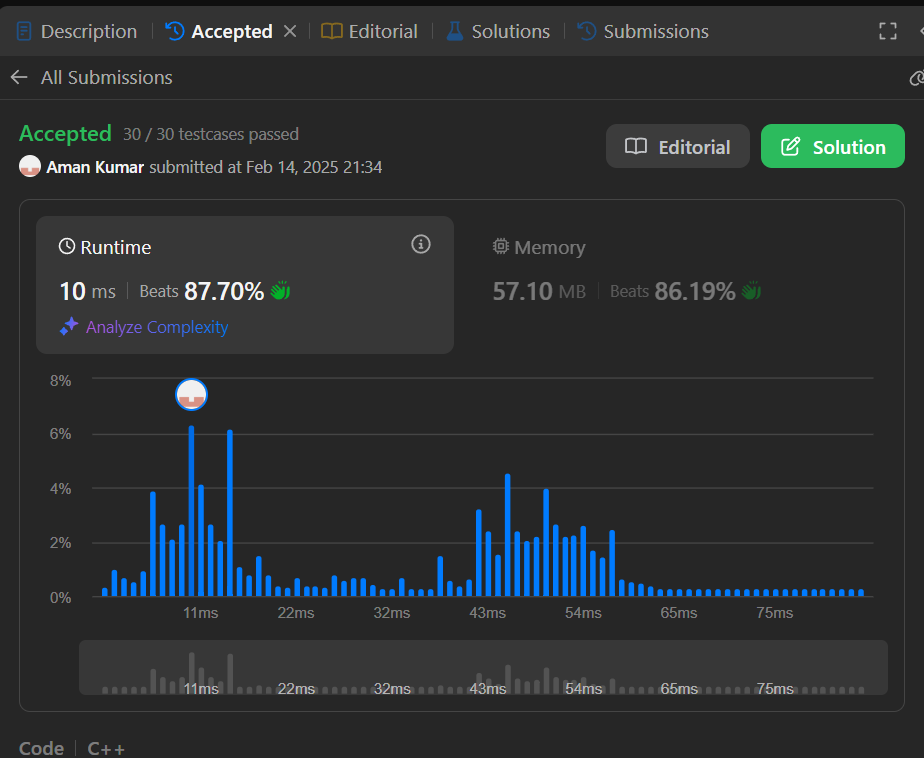 Description Accepted Editorial Solutions Submissions
All Submissions
Accepted 30 / 30 testcases passed
Editorial Solution
Aman Kumar submitted at Feb 14, 2025 21:34
Runtime Memory
10 ms Beats 87.70% 57.10 MB Beats 86.19%
Analyze Complexity
8%
6%
4%
2%
0%
11ms 22ms 32ms 43ms 54ms 65ms 75ms
11ms 22ms 32ms 43ms 54ms 65ms 75ms
Code C++